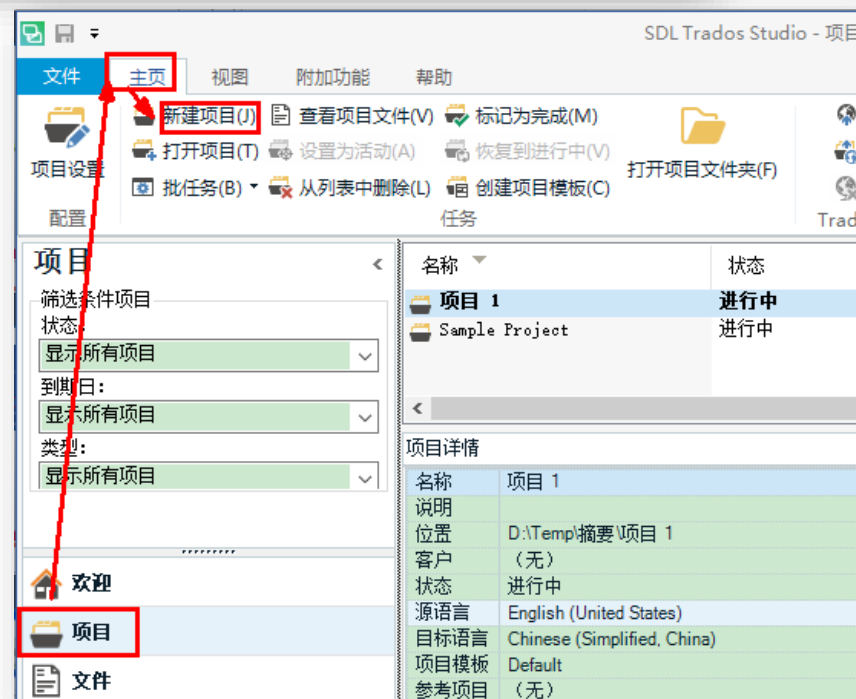 SDL Trados Studio - 项目
文件 主页 视图 附加功能 帮助
项目设置
新建项目(J) 查看项目文件(V) 标记为完成(M)
打开项目(T) 设置为活动(A) 恢复到进行中(V)
批任务(B) 从列表中删除(L) 创建项目模板(C)
打开项目文件夹(F)
配置 任务 Trad
项目
筛选条件项目
状态:
显示所有项目
到期日:
显示所有项目
类型:
显示所有项目
欢迎
项目
文件
名称 状态
项目 1 进行中
Sample Project 进行中
项目详情
名称 项目 1
说明
位置 D:\Temp\摘要\项目 1
客户 （无）
状态 进行中
源语言 English (United States)
目标语言 Chinese (Simplified, China)
项目模板 Default
参考项目 （无）